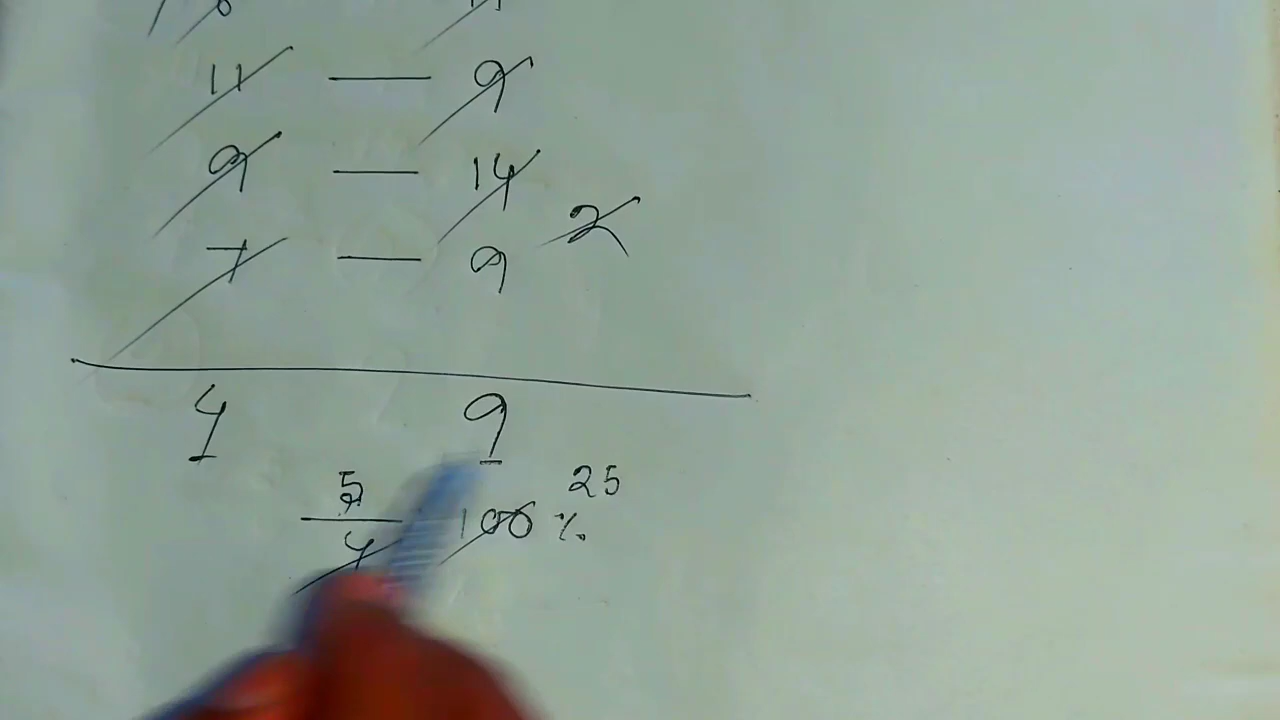 11 — 9
9 — 14
7 — 9 2
4 9
5 25
4 100 %